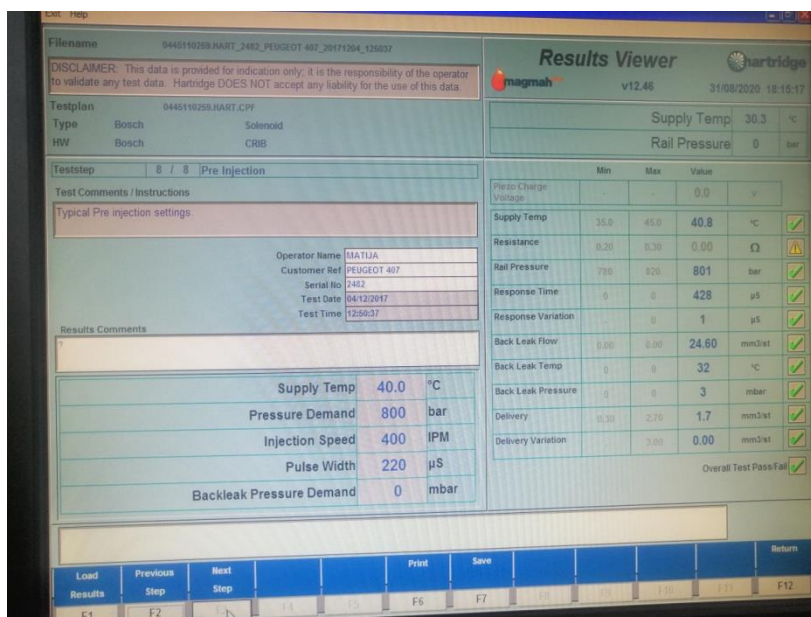 Exit Help
Filename 0445110259.HART_2482_PEUGEOT 407_20171204_125037
DISCLAIMER: This data is provided for indication only; it is the responsibility of the operator
to validate any test data. Hartridge DOES NOT accept any liability for the use of this data.
Testplan 0445110259.HART.CPF
Type Bosch Solenoid
HW Bosch CRIB
Teststep 8 / 8 Pre Injection
Test Comments / Instructions
Typical Pre injection settings.
Operator Name MATIJA
Customer Ref PEUGEOT 407
Serial No 2482
Test Date 04/12/2017
Test Time 12:50:37
Results Comments
?
Supply Temp 40.0 °C
Pressure Demand 800 bar
Injection Speed 400 IPM
Pulse Width 220 µS
Backleak Pressure Demand 0 mbar
Results Viewer
magmah
hartridge
v12.46 31/08/2020 18:15:17
Supply Temp 30.3 °C
Rail Pressure 0 bar
Min Max Value
Piezo Charge
Voltage - - 0.0 v
Supply Temp 35.0 45.0 40.8 °C
Resistance 0.20 0.30 0.00 Ω
Rail Pressure 780 820 801 bar
Response Time 0 0 428 µS
Response Variation 0 1 µS
Back Leak Flow 0.00 0.00 24.60 mm3/st
Back Leak Temp 0 0 32 °C
Back Leak Pressure 0 0 3 mbar
Delivery 0.30 2.70 1.7 mm3/st
Delivery Variation 3.00 0.00 mm3/st
Overall Test Pass/Fail
Load
Results
Previous
Step
Next
Step
Print
Save
Return
F1 F2 F3 F4 F5 F6 F7 F8 F9 F10 F11 F12